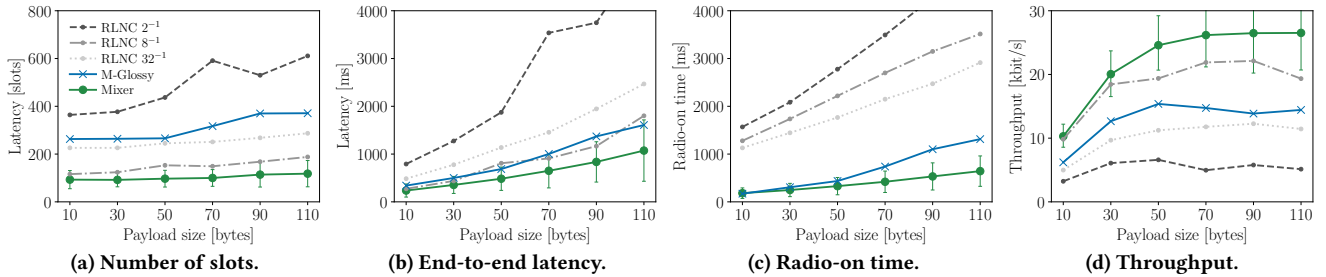 800
600
400
200
0
Latency [slots]
RLNC 2⁻¹
RLNC 8⁻¹
RLNC 32⁻¹
M-Glossy
Mixer
10 30 50 70 90 110
Payload size [bytes]
(a) Number of slots.
4000
3000
2000
1000
0
Latency [ms]
10 30 50 70 90 110
Payload size [bytes]
(b) End-to-end latency.
4000
3000
2000
1000
0
Radio-on time [ms]
10 30 50 70 90 110
Payload size [bytes]
(c) Radio-on time.
30
20
10
0
Throughput [kbit/s]
10 30 50 70 90 110
Payload size [bytes]
(d) Throughput.